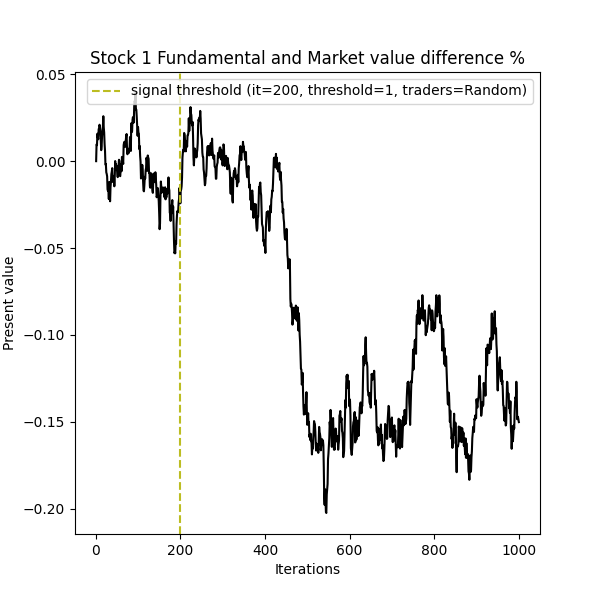 Stock 1 Fundamental and Market value difference %
signal threshold (it=200, threshold=1, traders=Random)
Present value
0.05
0.00
−0.05
−0.10
−0.15
−0.20
0 200 400 600 800 1000
Iterations